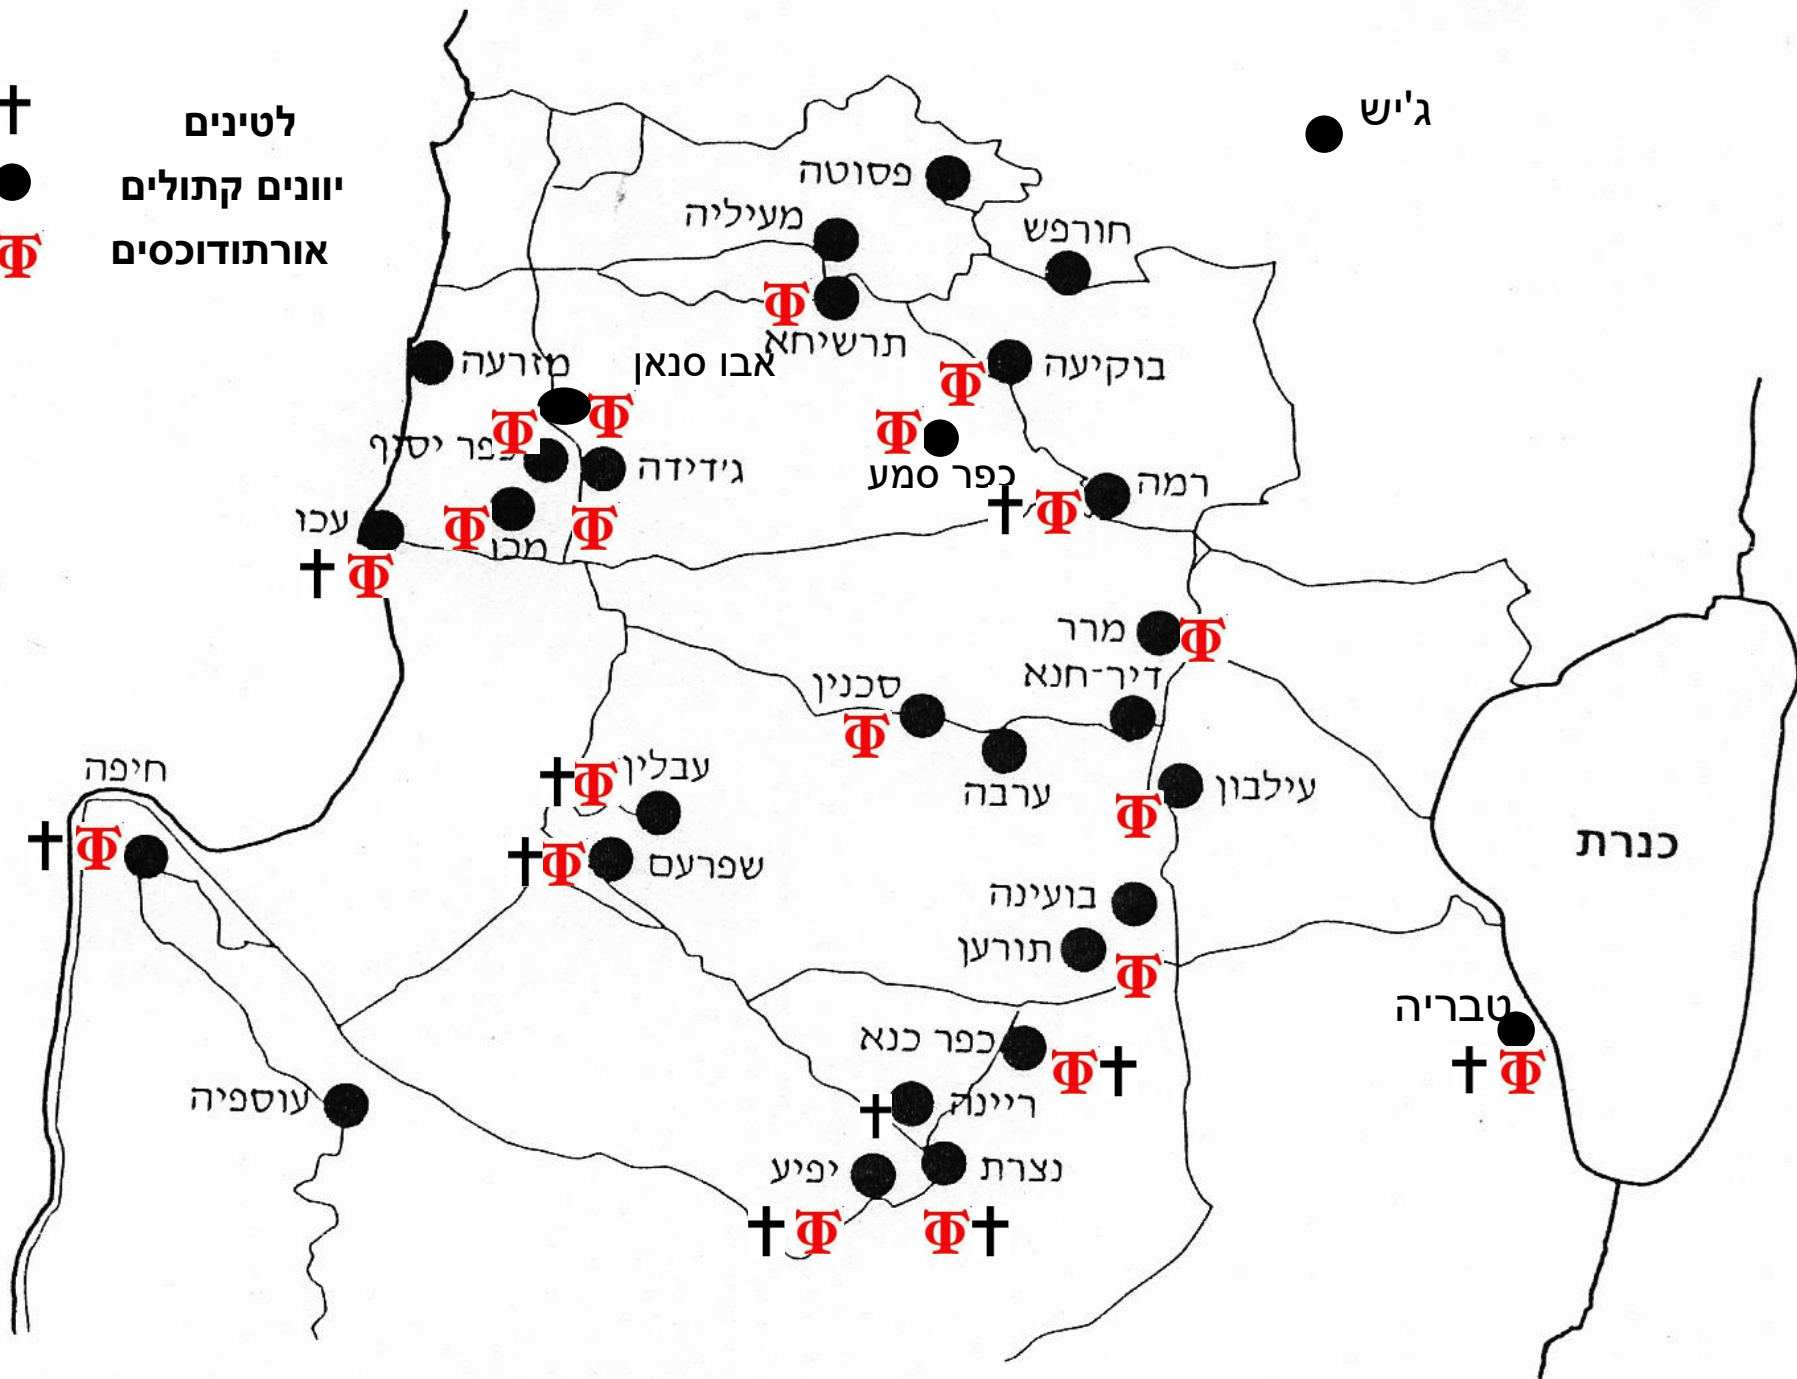 לטינים
יוונים קתולים
אורתודוכסים
ג'יש
פסוטה
מעיליה
חורפש
תרשיחא
אבו סנאן
מזרעה
בוקיעה
כפר יסיף
ג'דידה
כפר סמע
רמה
עכו
מכר
מרר
דיר-חנא
סכנין
ערבה
עבלין
עילבון
חיפה
שפרעם
כנרת
בועינה
תורען
טבריה
כפר כנא
ריינה
עוספיה
יפיע
נצרת